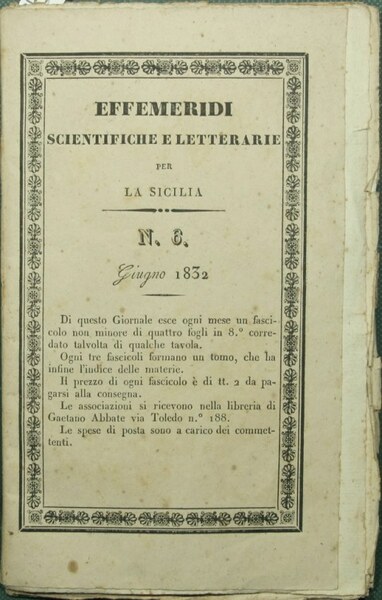 EFFEMERIDI
SCIENTIFICHE E LETTERARIE
PER
LA SICILIA
N. 6.
Giugno 1832
Di questo Giornale esce ogni mese un fasci-
colo non minore di quattro fogli in 8.° corre-
dato talvolta di qualche tavola.
Ogni tre fascicoli formano un tomo, che ha
infine l'indice delle materie.
Il prezzo di ogni fascicolo è di tt. 2 da pa-
garsi alla consegna.
Le associazioni si ricevono nella libreria di
Gaetano Abbate via Toledo n.° 188.
Le spese di posta sono a carico dei commet-
tenti.